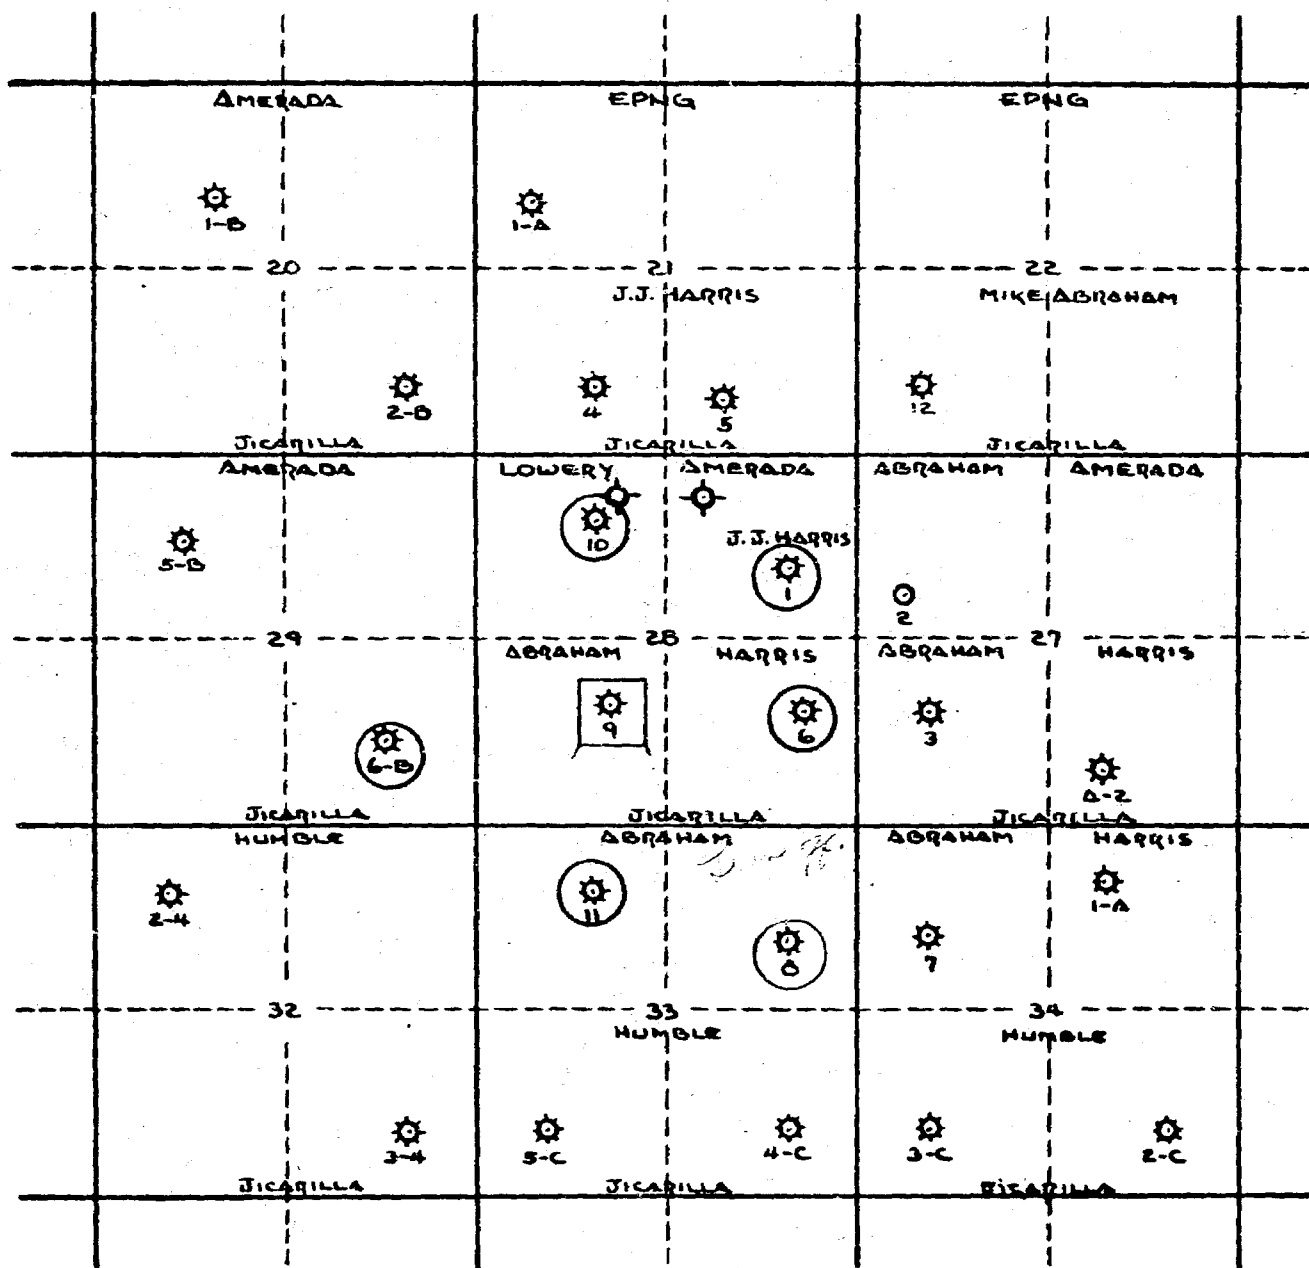 AMERADA EPNG EPNG
1-B 1-A
20 21 22
J.J. HARRIS MIKE ABRAHAM
2-B 4 5 12
JICARILLA JICARILLA JICARILLA
AMERADA LOWERY AMERADA ABRAHAM AMERADA
10 J.J. HARRIS
5-B 1
2
29 28 27
ABRAHAM HARRIS ABRAHAM HARRIS
9 6 3
6-B
A-2
JICARILLA JICARILLA JICARILLA
HUMBLE ABRAHAM ABRAHAM HARRIS
2-4 11 1-A
8 7
32 33 34
HUMBLE HUMBLE
3-4 5-C 4-C 3-C 2-C
JICARILLA JICARILLA JICARILLA